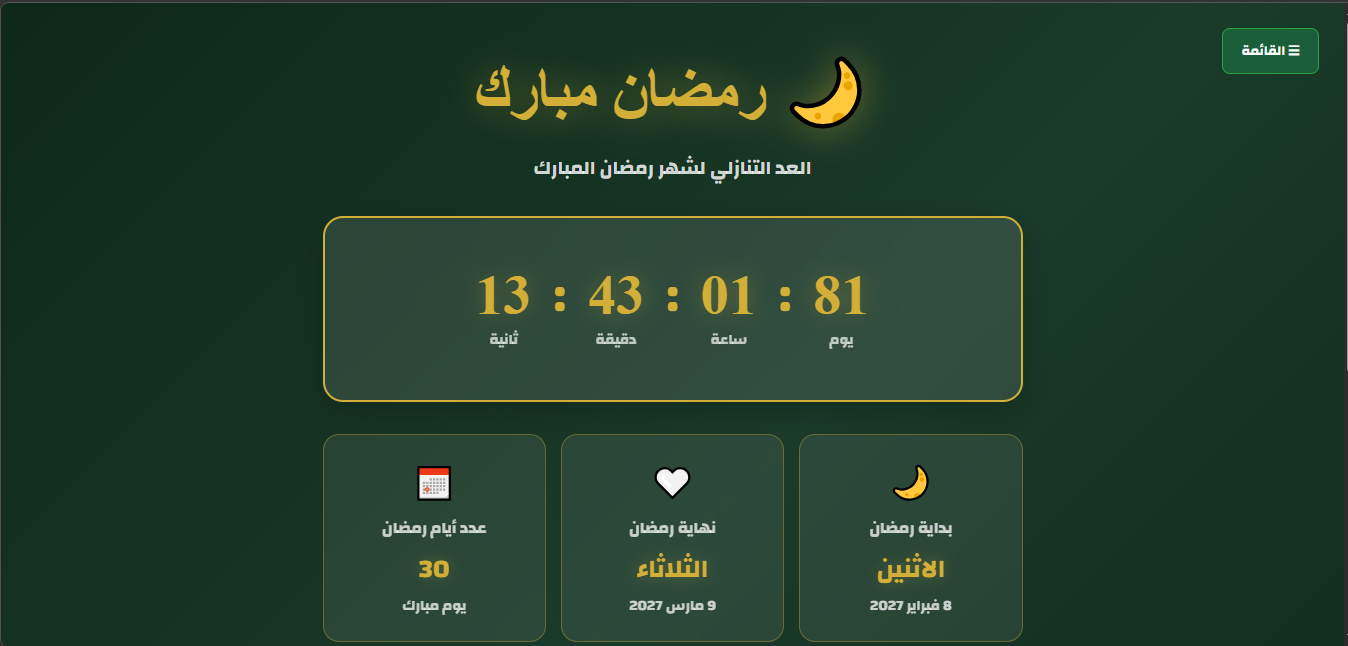 ☰ القائمة
🌙 رمضان مبارك
العد التنازلي لشهر رمضان المبارك
81 : 01 : 43 : 13
يوم ساعة دقيقة ثانية
بداية رمضان
الاثنين
8 فبراير 2027
نهاية رمضان
الثلاثاء
9 مارس 2027
عدد أيام رمضان
30
يوم مبارك